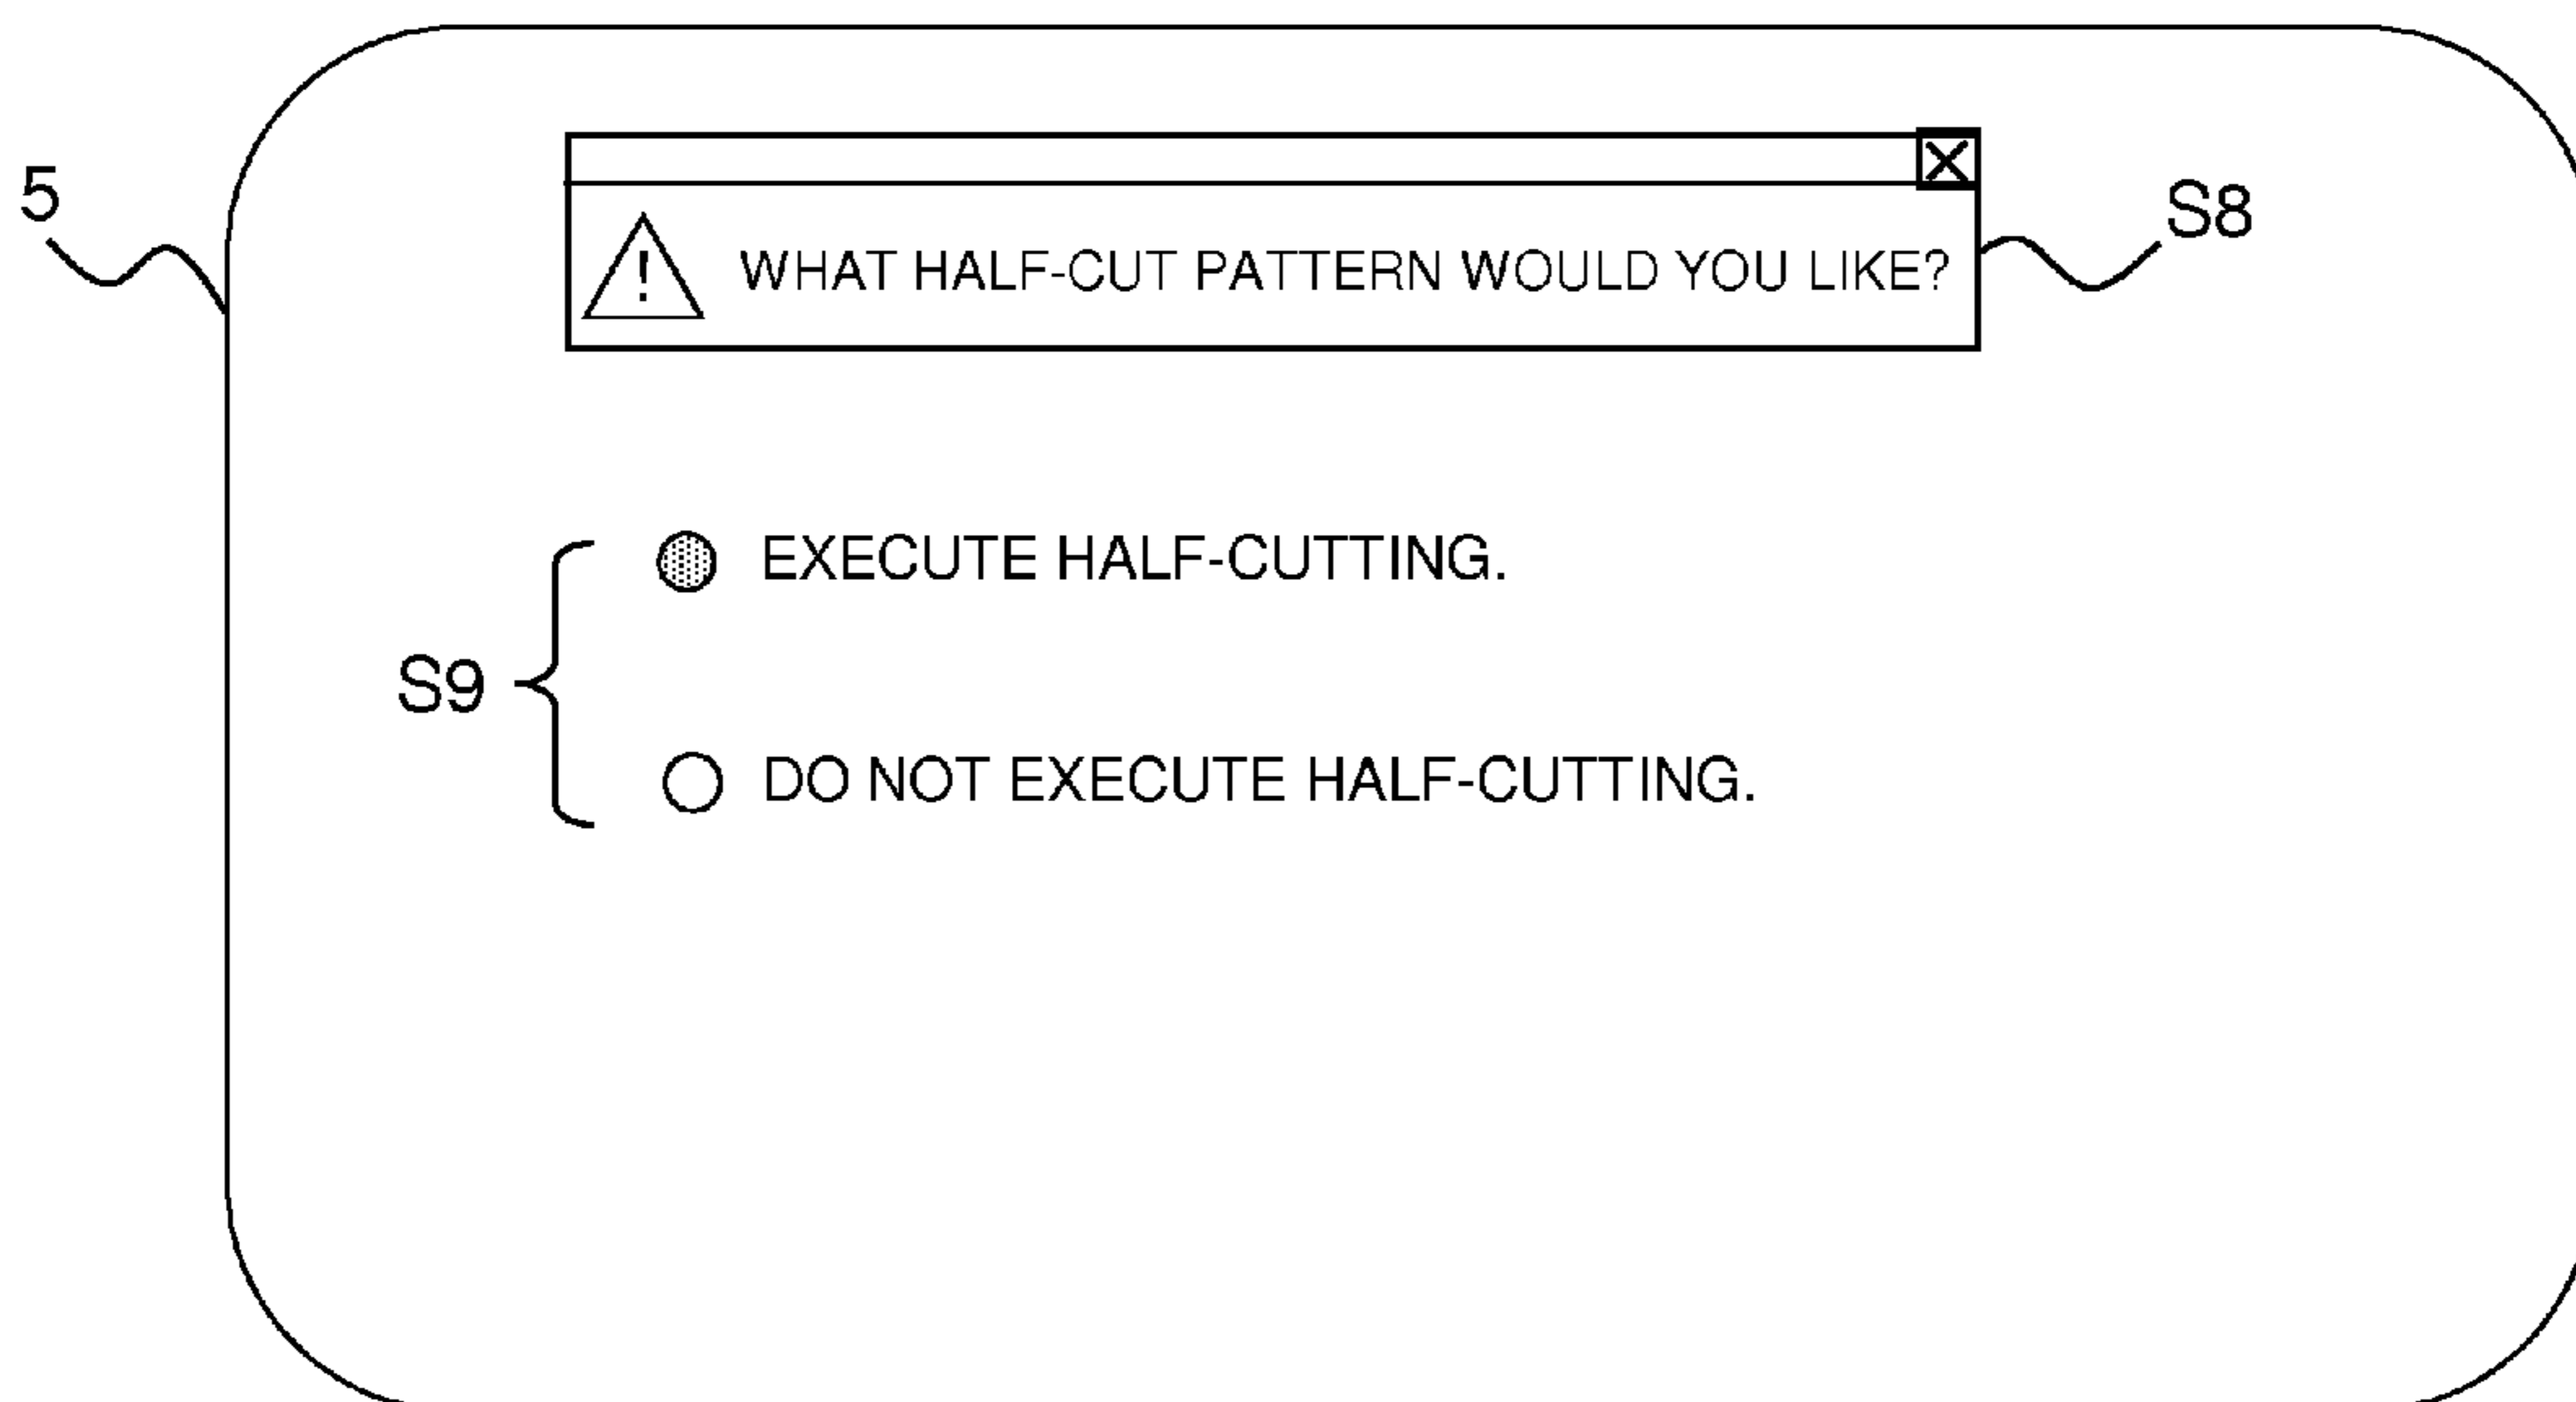 5
S8
! WHAT HALF-CUT PATTERN WOULD YOU LIKE?
EXECUTE HALF-CUTTING.
S9
DO NOT EXECUTE HALF-CUTTING.